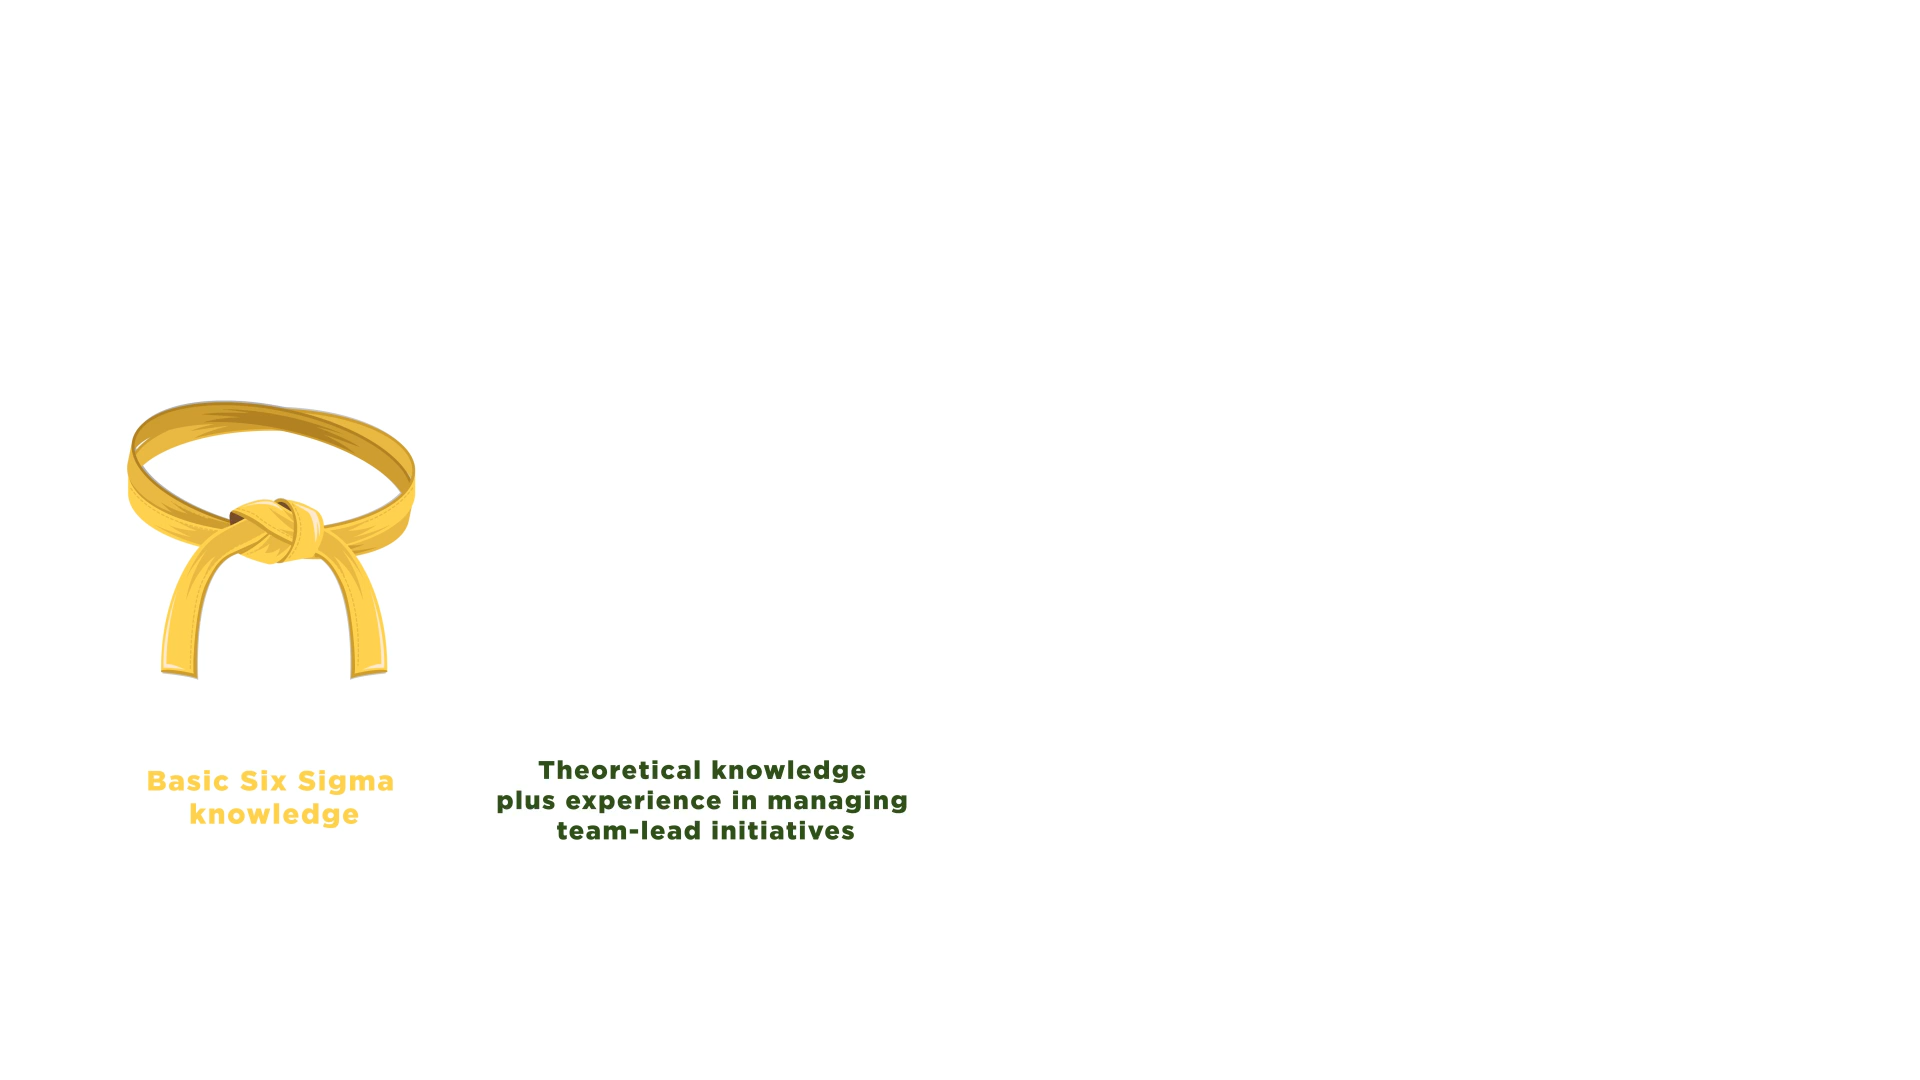 Basic Six Sigma
knowledge
Theoretical knowledge
plus experience in managing
team-lead initiatives